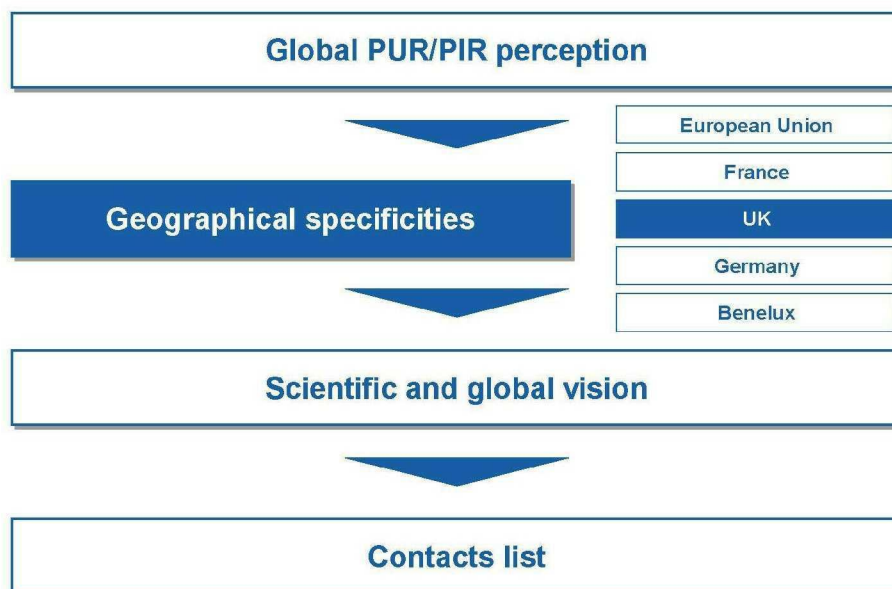 Global PUR/PIR perception
European Union
France
Geographical specificities
UK
Germany
Benelux
Scientific and global vision
Contacts list